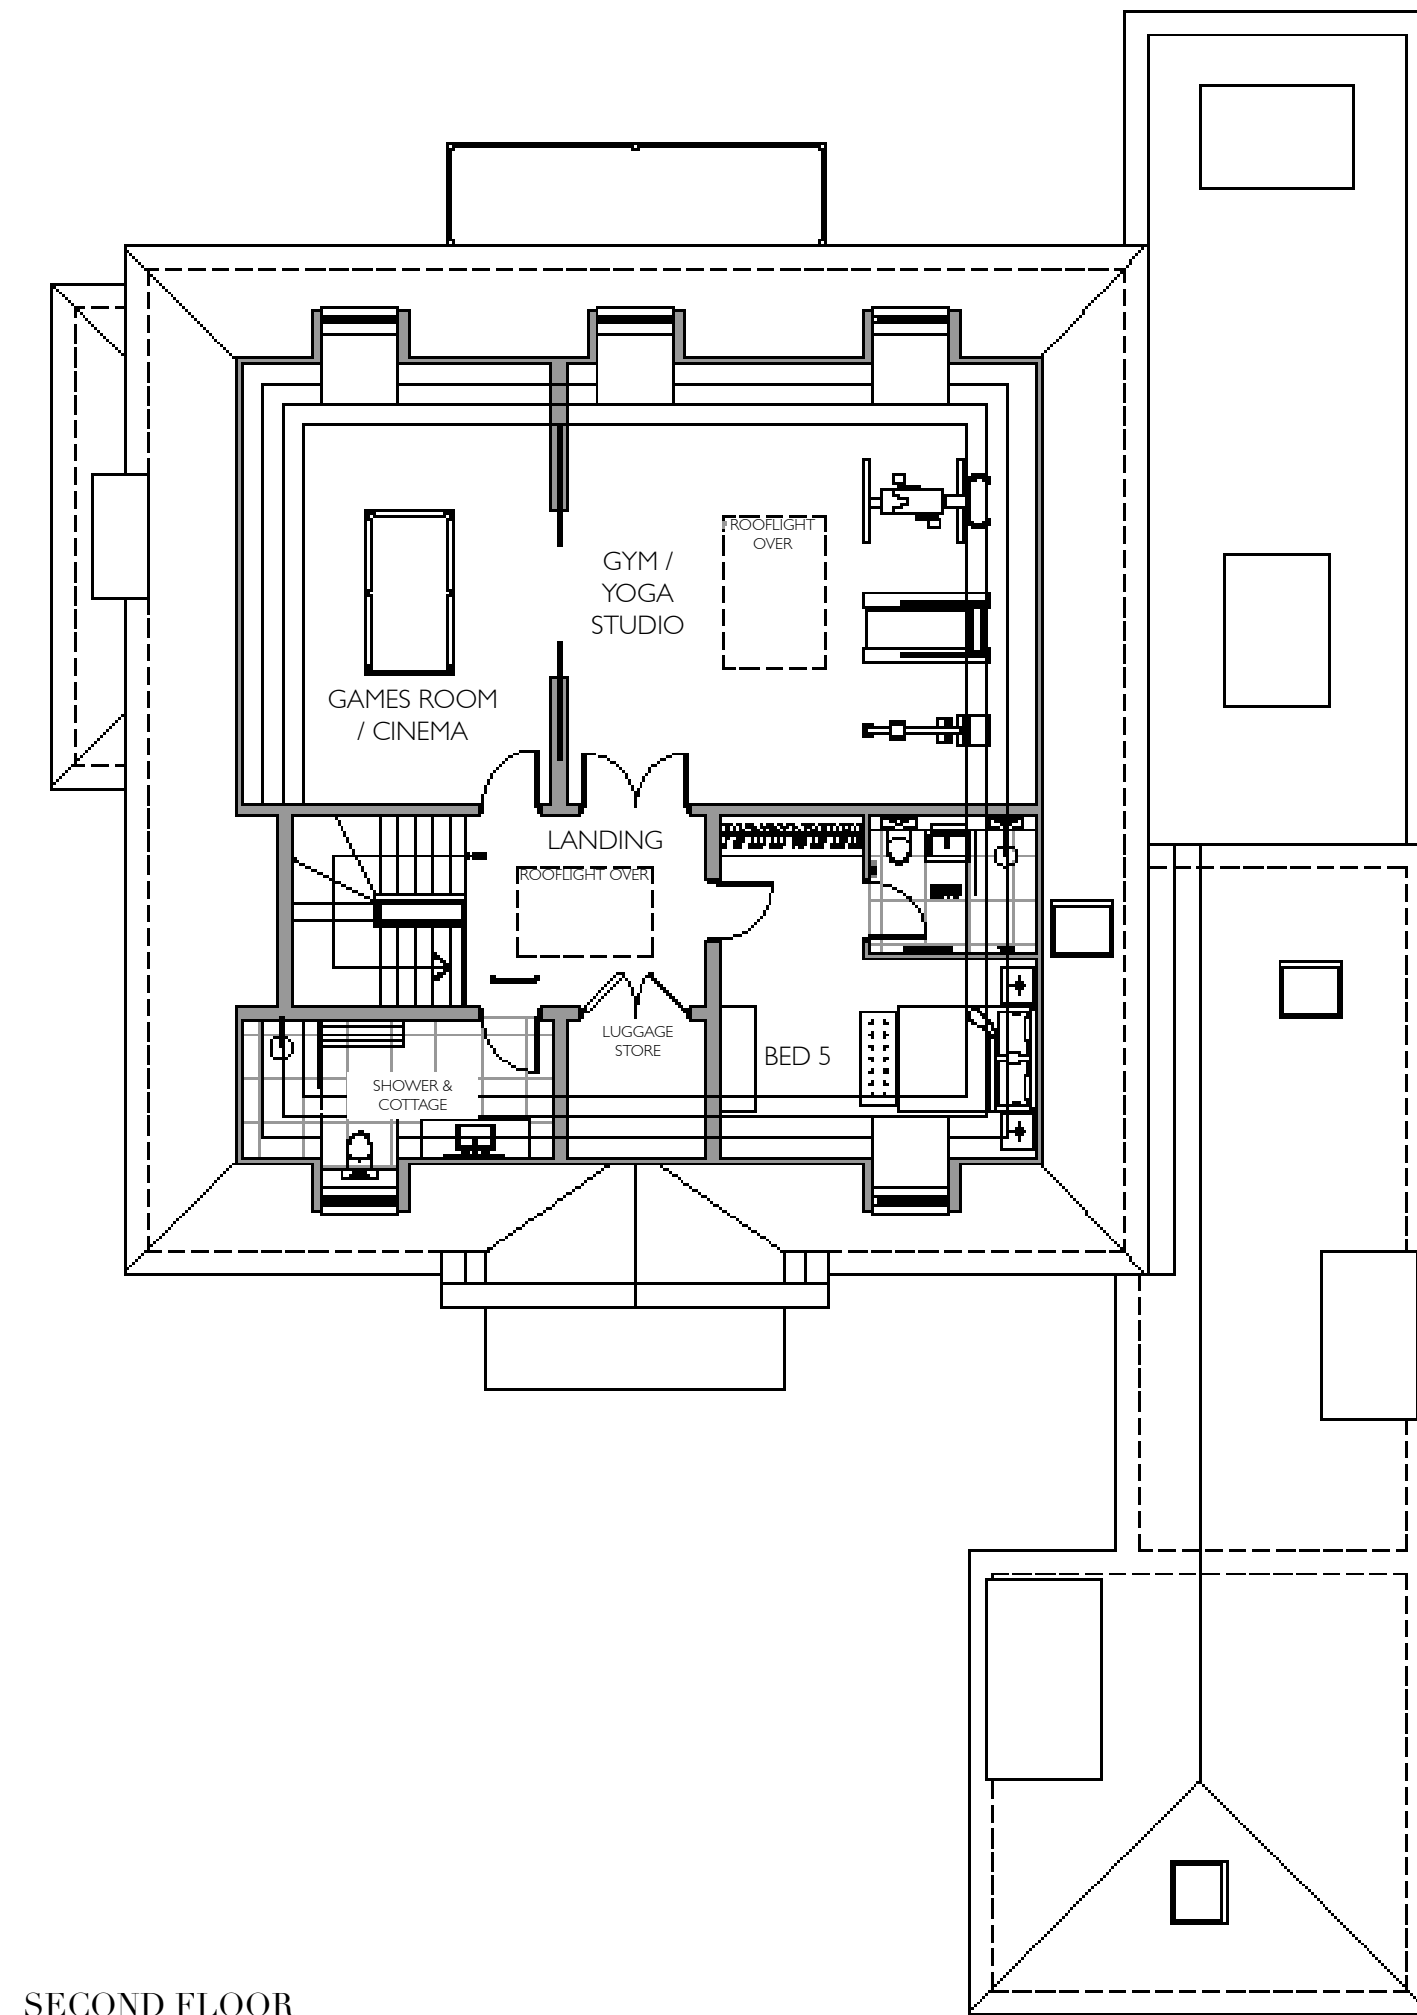 ROOFLIGHT
OVER
GYM /
YOGA
STUDIO
GAMES ROOM
/ CINEMA
LANDING
ROOFLIGHT OVER
LUGGAGE
STORE
BED 5
SHOWER &
COTTAGE
SECOND FLOOR